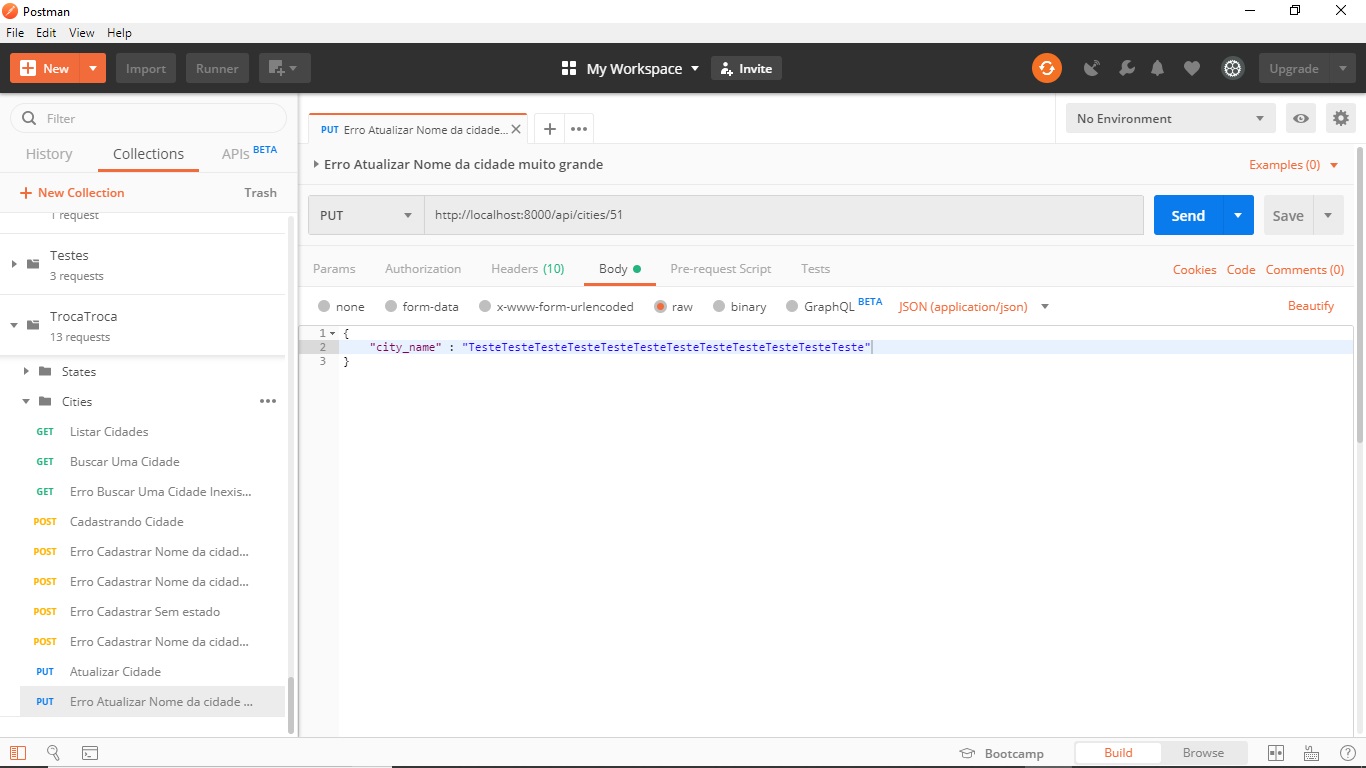 Postman
File Edit View Help
New Import Runner My Workspace Invite Upgrade
Filter
History Collections APIs BETA
New Collection Trash
1 request
Testes
3 requests
TrocaTroca
13 requests
States
Cities
GET Listar Cidades
GET Buscar Uma Cidade
GET Erro Buscar Uma Cidade Inexis...
POST Cadastrando Cidade
POST Erro Cadastrar Nome da cidad...
POST Erro Cadastrar Nome da cidad...
POST Erro Cadastrar Sem estado
POST Erro Cadastrar Nome da cidad...
PUT Atualizar Cidade
PUT Erro Atualizar Nome da cidade ...
PUT Erro Atualizar Nome da cidade...
No Environment
Erro Atualizar Nome da cidade muito grande
Examples (0)
PUT http://localhost:8000/api/cities/51 Send Save
Params Authorization Headers (10) Body Pre-request Script Tests Cookies Code Comments (0)
none form-data x-www-form-urlencoded raw binary GraphQL BETA JSON (application/json) Beautify
1 {
2 "city_name" : "TesteTesteTesteTesteTesteTesteTesteTesteTesteTesteTesteTeste"
3 }
Bootcamp Build Browse